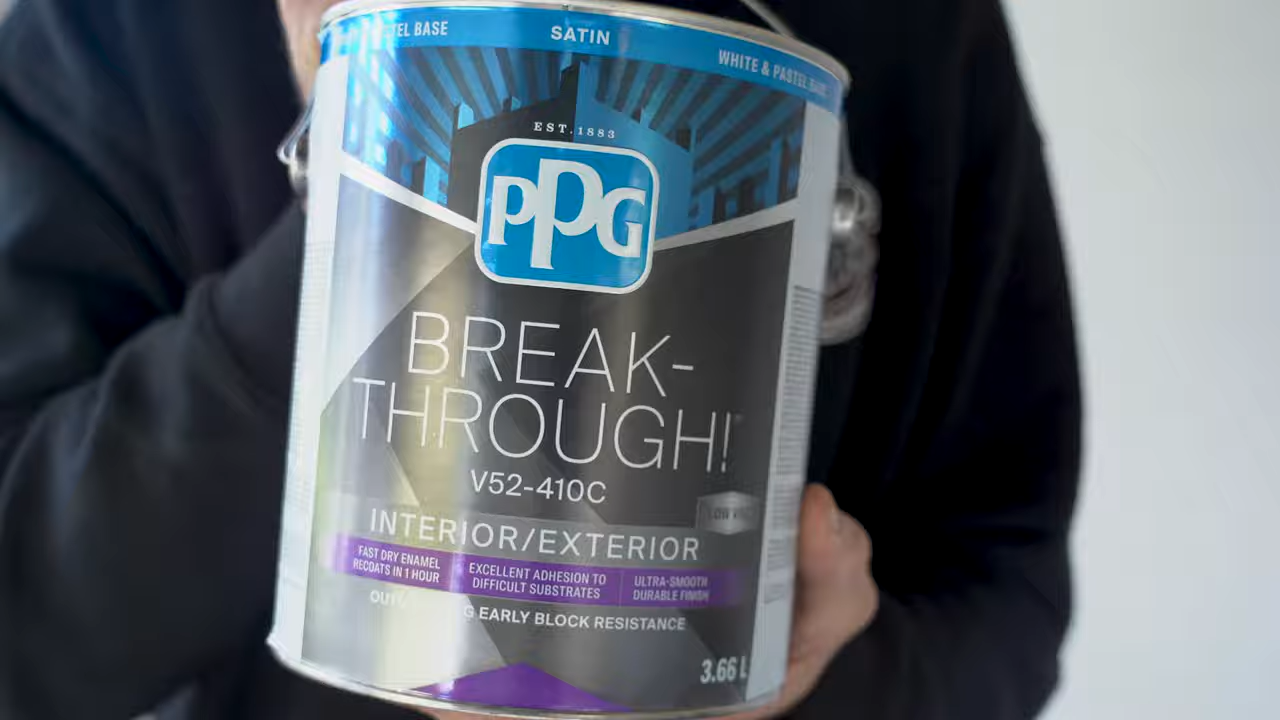 TEL BASE
SATIN
WHITE & PASTEL BASE
EST. 1883
PPG
BREAK-
THROUGH!
V52-410C
LOW VOC
INTERIOR/EXTERIOR
FAST DRY ENAMEL
RECOATS IN 1 HOUR
EXCELLENT ADHESION TO
DIFFICULT SUBSTRATES
ULTRA-SMOOTH
DURABLE FINISH
EARLY BLOCK RESISTANCE
3.66 L